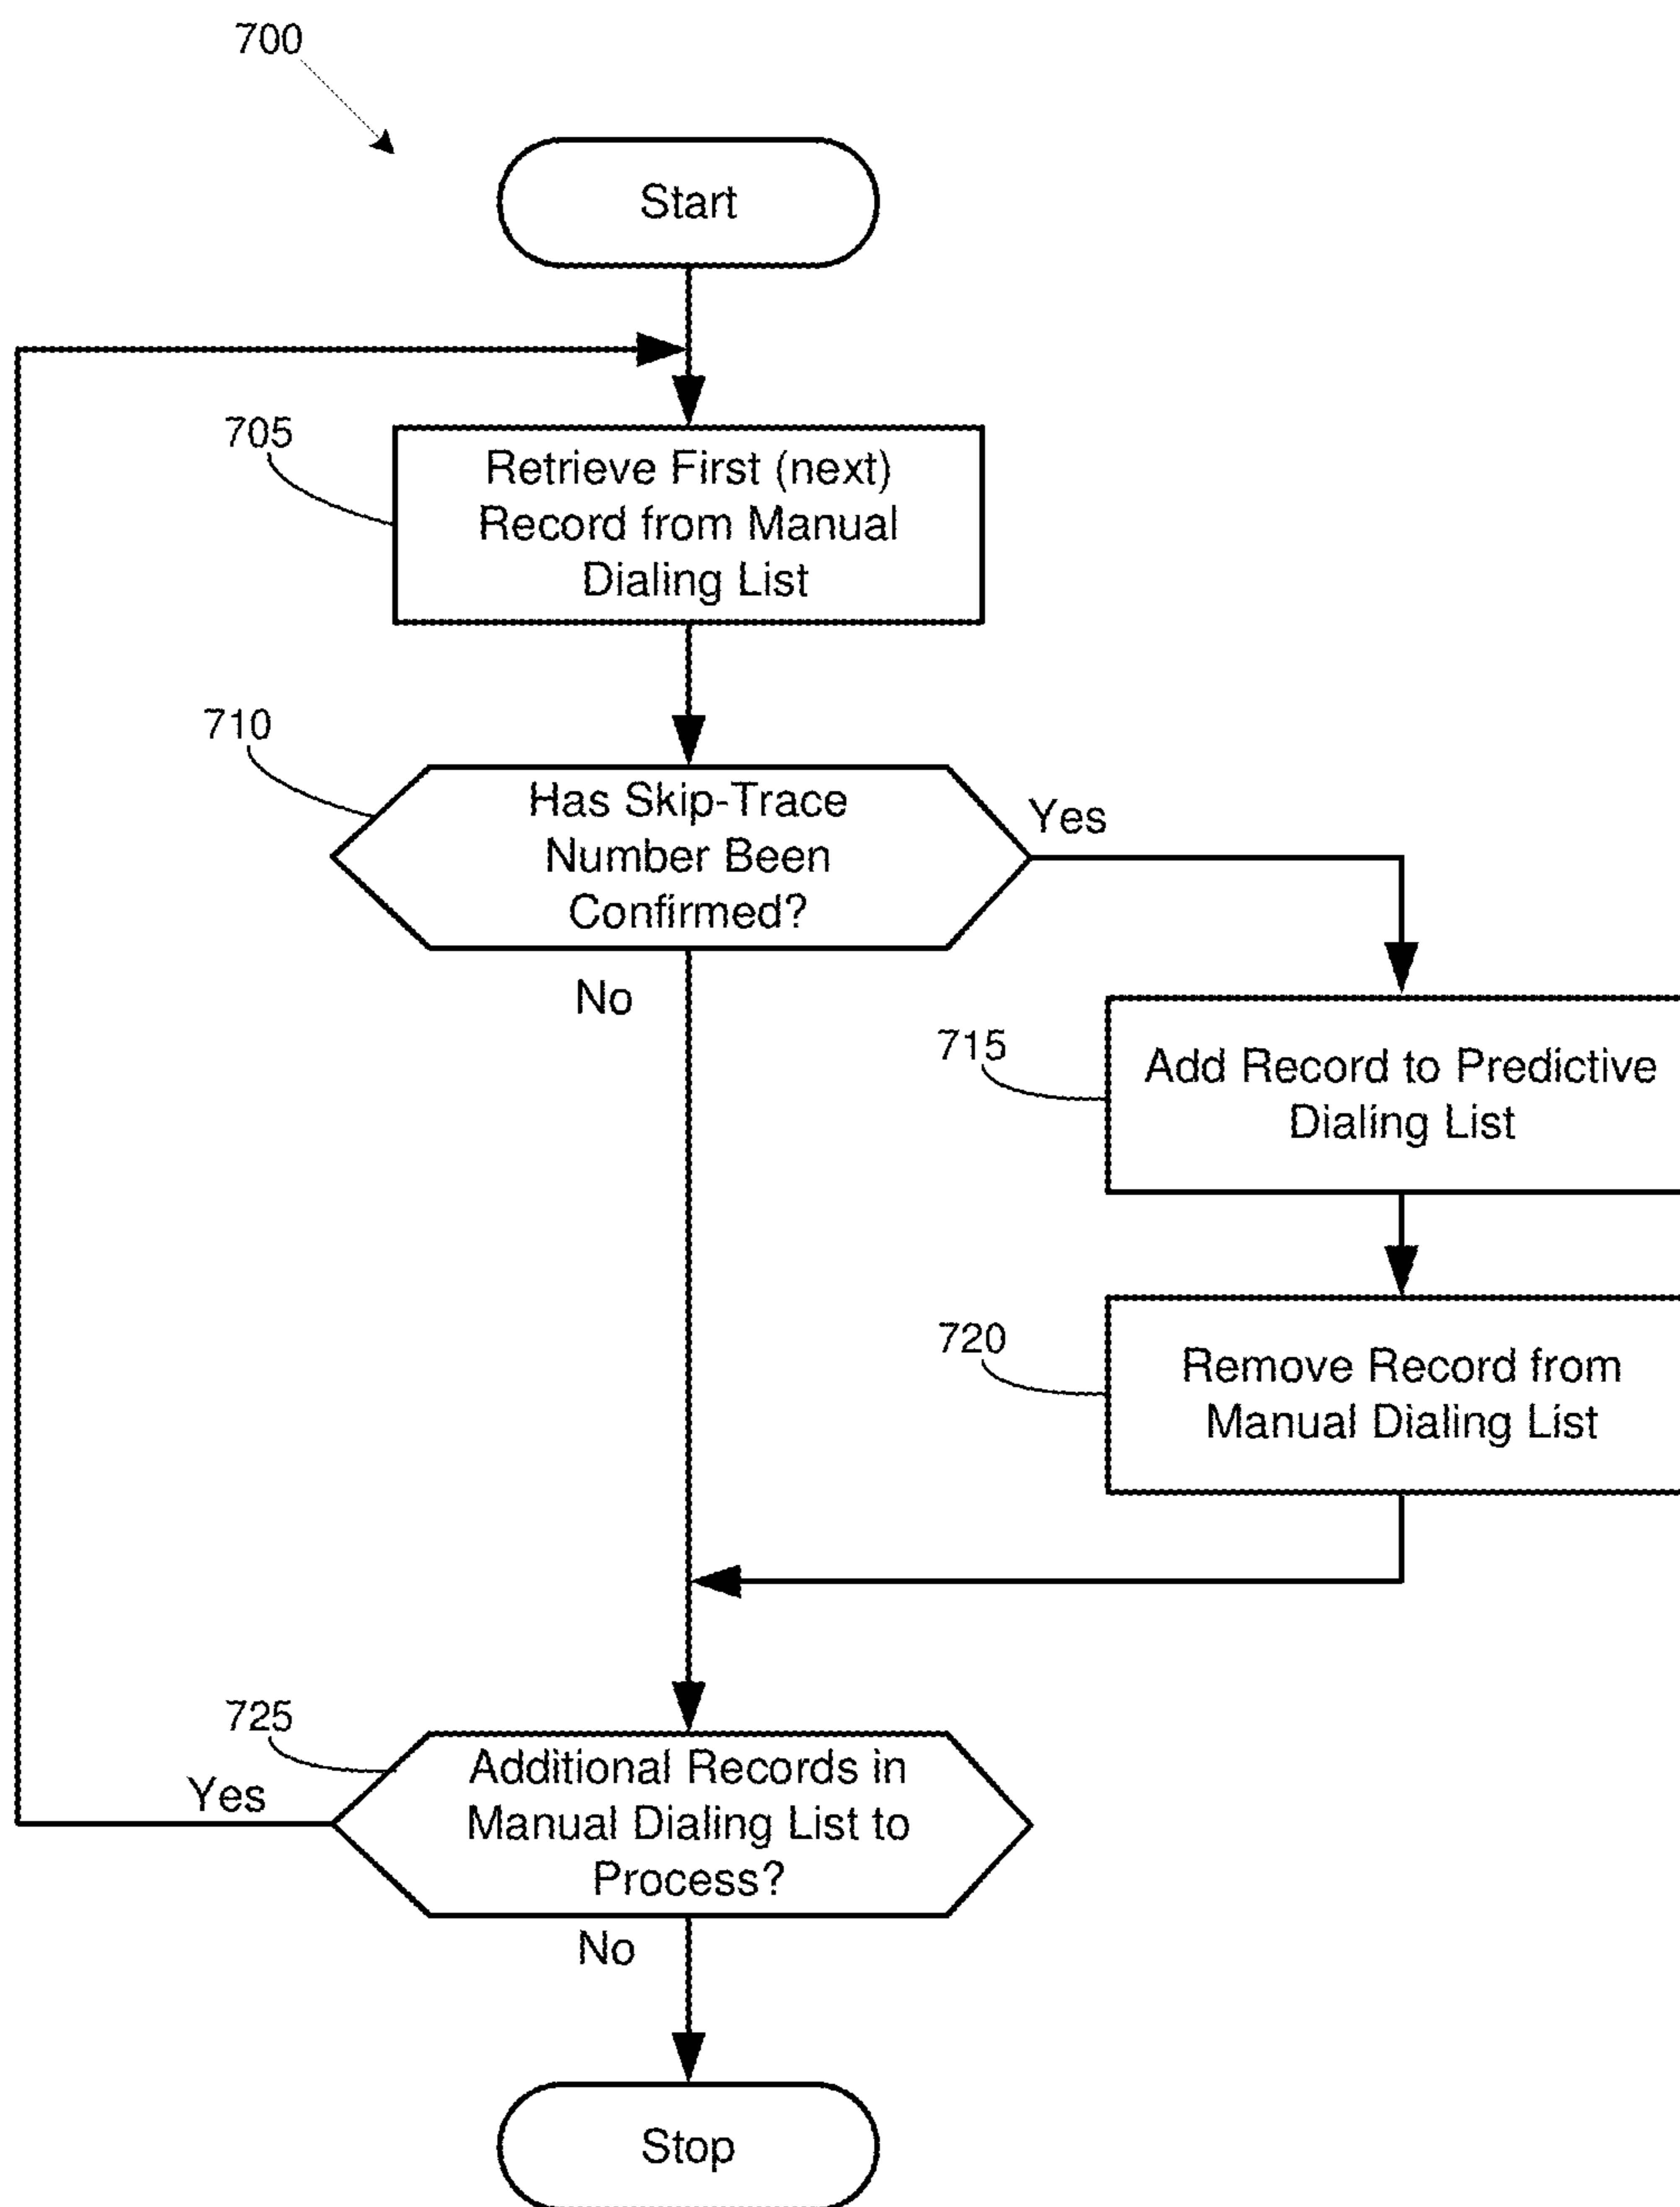 700
Start
705
Retrieve First (next)
Record from Manual
Dialing List
710
Has Skip-Trace
Number Been
Confirmed?
Yes
No
715
Add Record to Predictive
Dialing List
720
Remove Record from
Manual Dialing List
725
Yes
Additional Records in
Manual Dialing List to
Process?
No
Stop